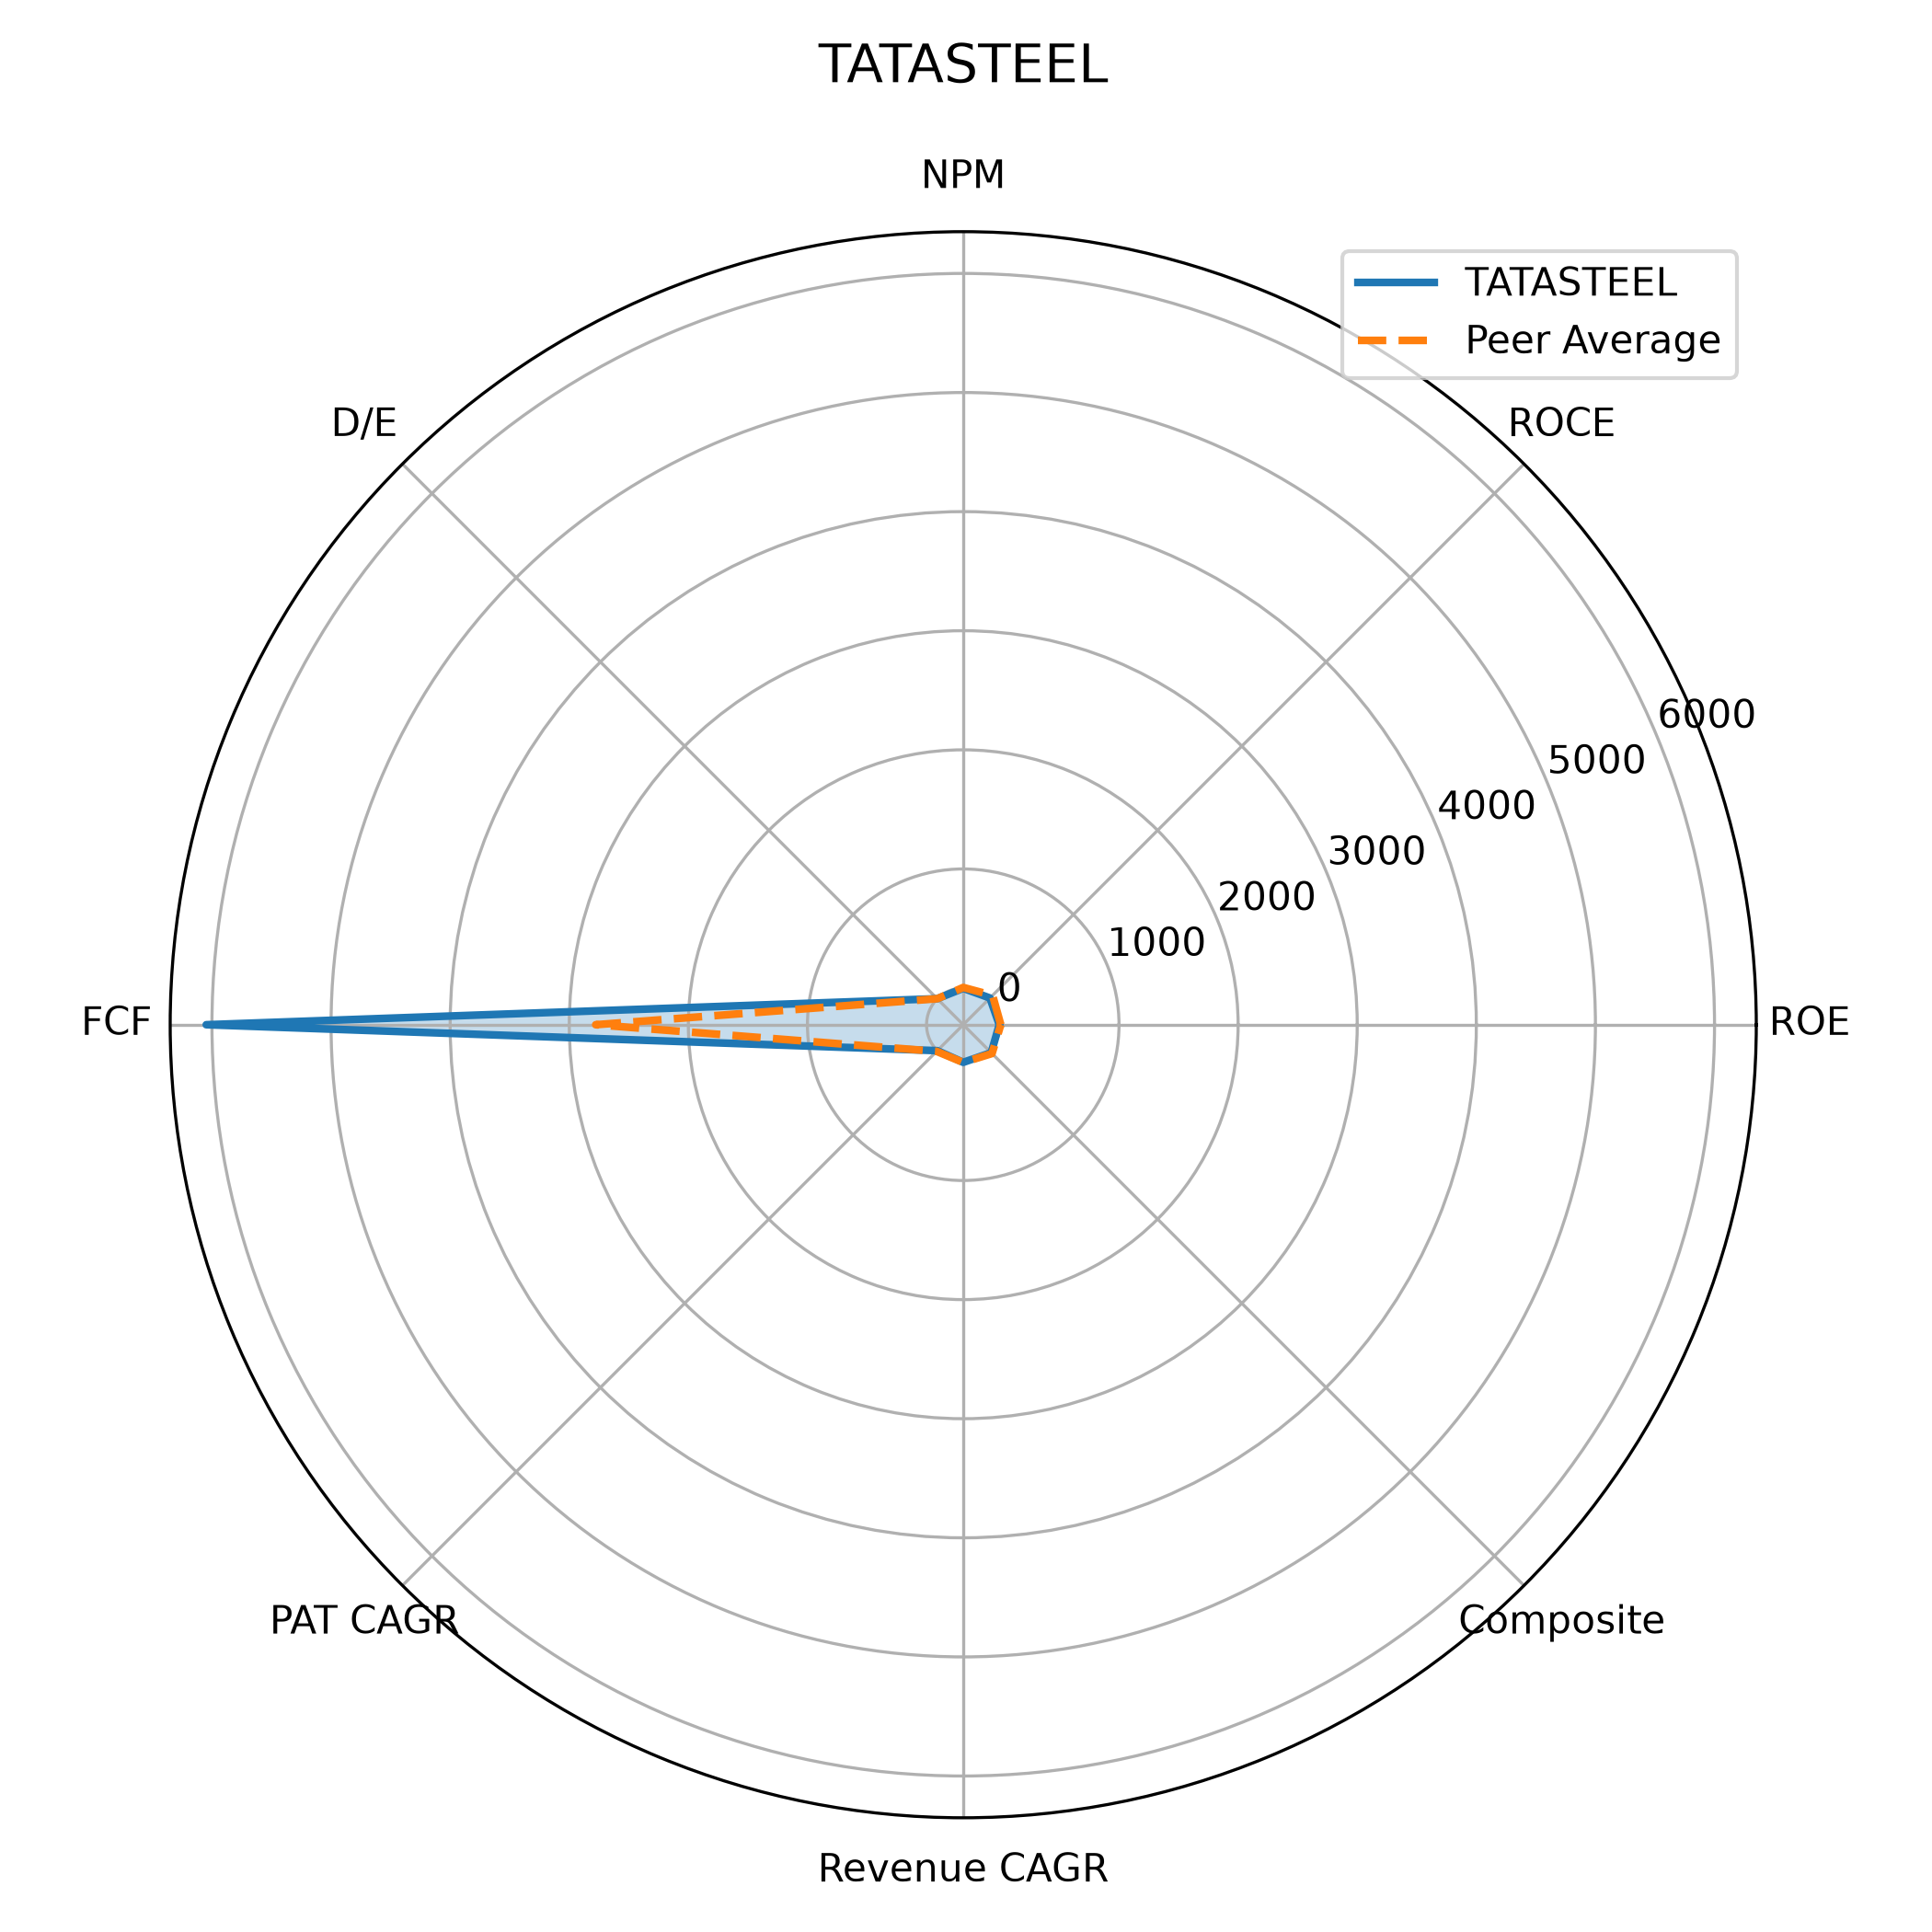 TATASTEEL
NPM
TATASTEEL
Peer Average
D/E
ROCE
6000
5000
4000
3000
2000
1000
0
FCF
ROE
PAT CAGR
Composite
Revenue CAGR